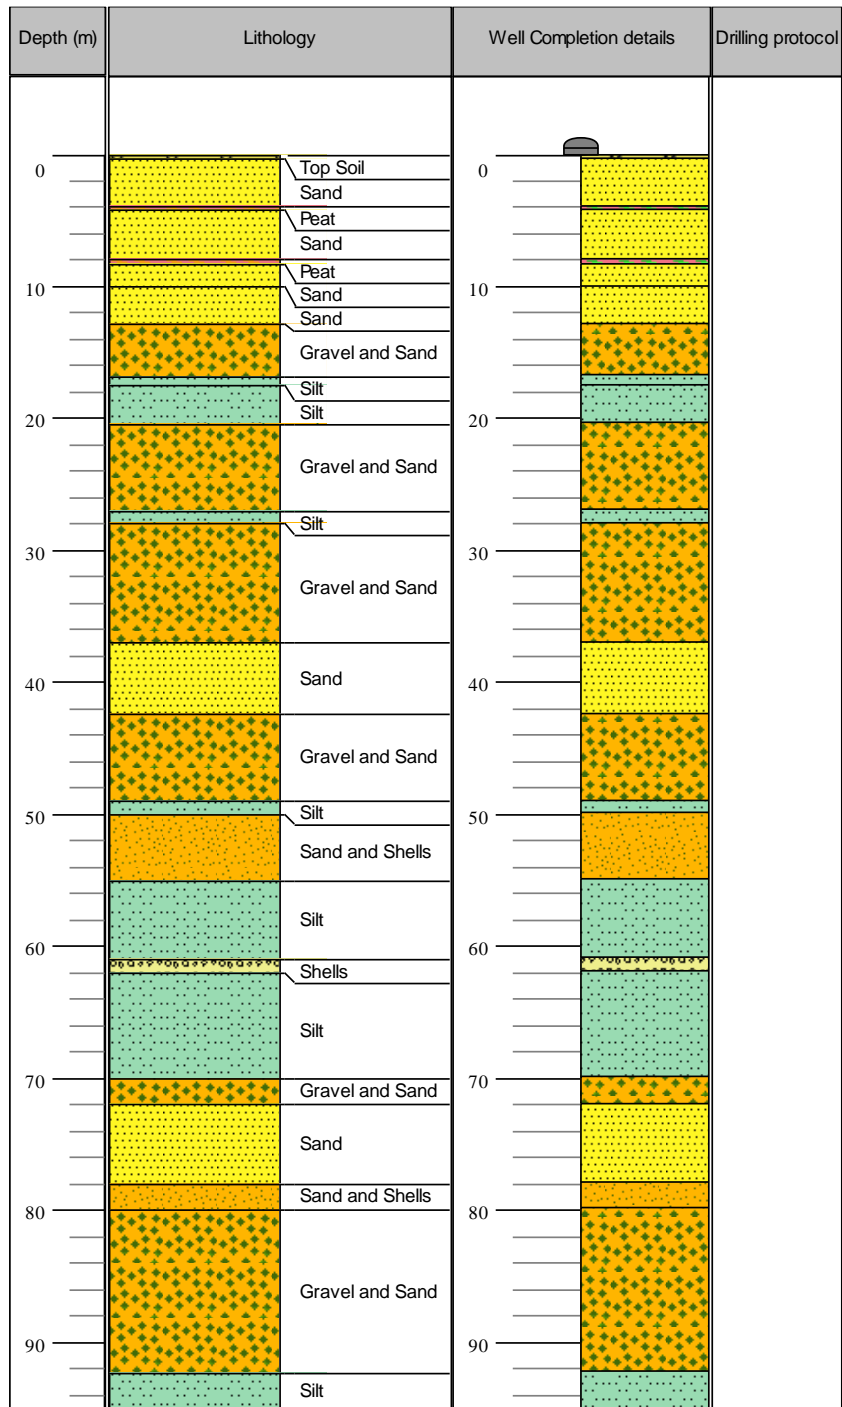 Depth (m) Lithology Well Completion details Drilling protocol
0 Top Soil 0
Sand
Peat
Sand
Peat
10 Sand 10
Sand
Gravel and Sand
Silt
20 Silt 20
Gravel and Sand
Silt
30 30
Gravel and Sand
40 Sand 40
Gravel and Sand
50 Silt 50
Sand and Shells
Silt
60 60
Shells
Silt
70 70
Gravel and Sand
Sand
Sand and Shells
80 80
Gravel and Sand
90 90
Silt